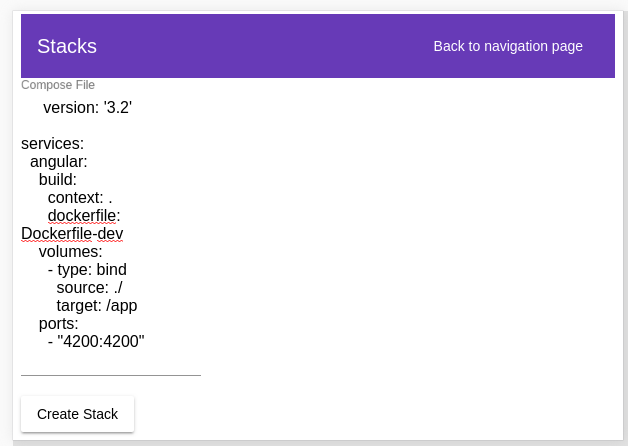 Stacks
Back to navigation page
Compose File
     version: '3.2'

services:
  angular:
    build:
      context: .
      dockerfile:
Dockerfile-dev
    volumes:
      - type: bind
        source: ./
        target: /app
    ports:
      - "4200:4200"

Create Stack